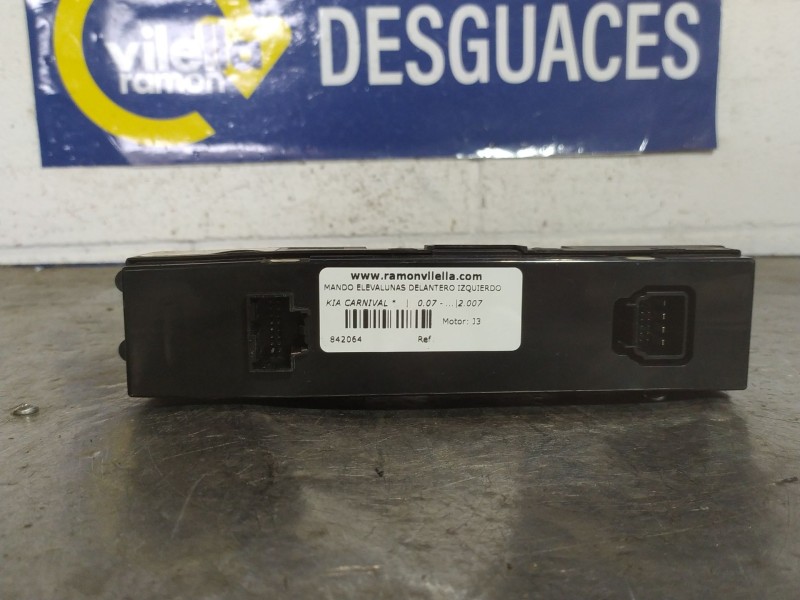 vilella
ramon
DESGUACES
www.ramonvilella.com
MANDO ELEVALUNAS DELANTERO IZQUIERDO
KIA CARNIVAL * | 0.07 - ...|2.007
Motor: J3
842064 Ref